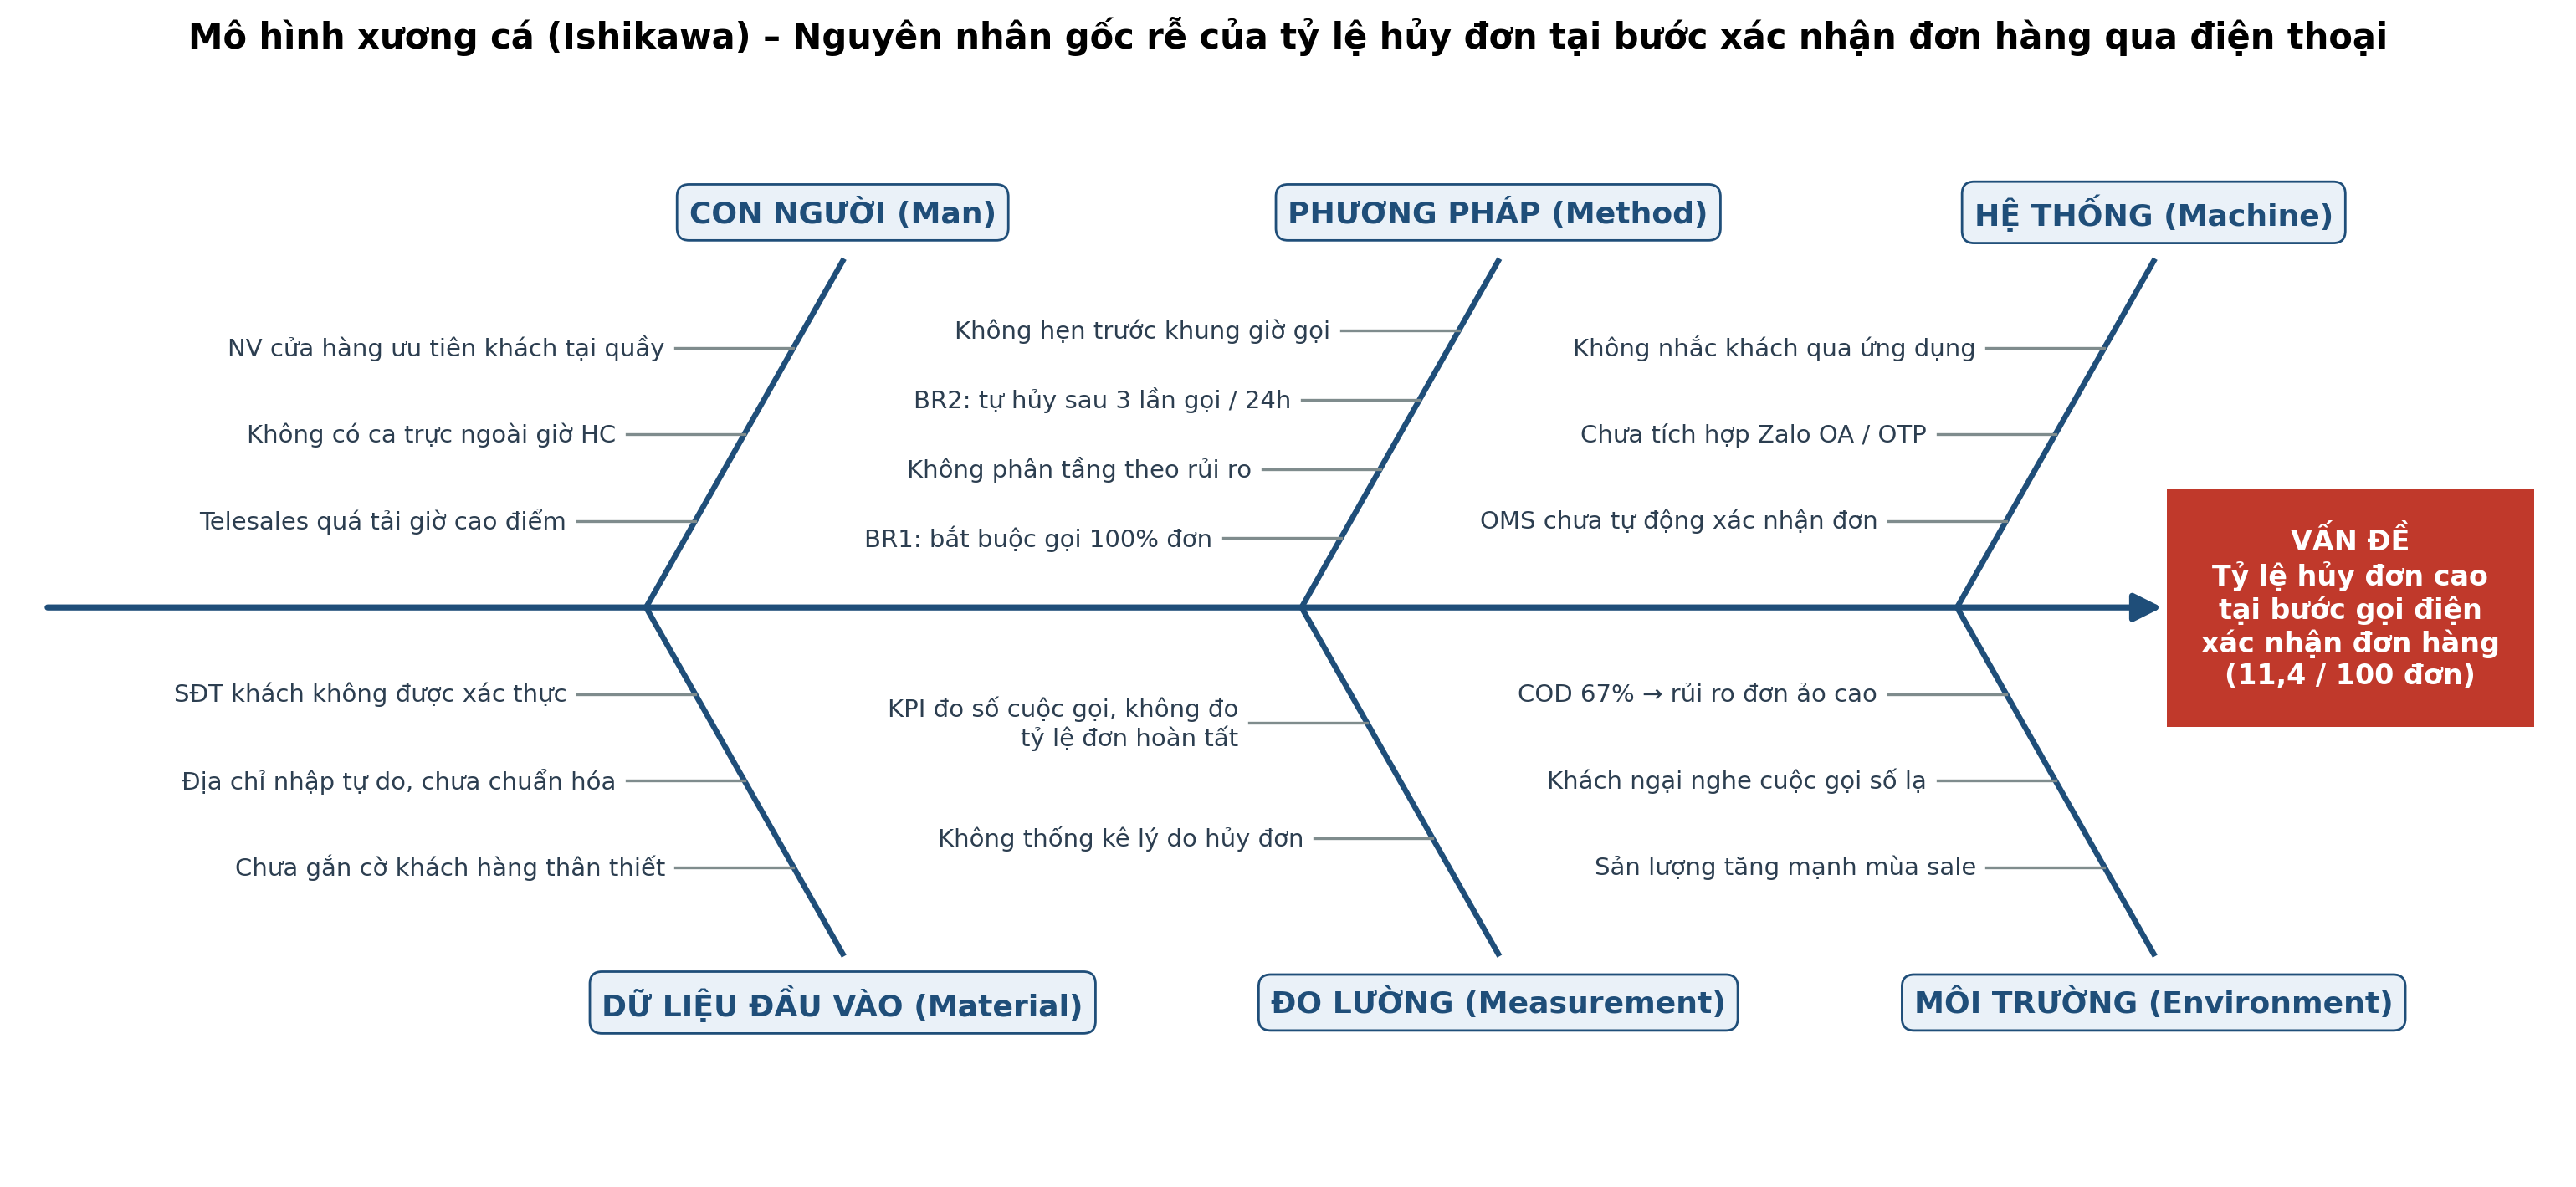 Mô hình xương cá (Ishikawa) – Nguyên nhân gốc rễ của tỷ lệ hủy đơn tại bước xác nhận đơn hàng qua điện thoại
CON NGƯỜI (Man)
NV cửa hàng ưu tiên khách tại quầy
Không có ca trực ngoài giờ HC
Telesales quá tải giờ cao điểm
PHƯƠNG PHÁP (Method)
Không hẹn trước khung giờ gọi
BR2: tự hủy sau 3 lần gọi / 24h
Không phân tầng theo rủi ro
BR1: bắt buộc gọi 100% đơn
HỆ THỐNG (Machine)
Không nhắc khách qua ứng dụng
Chưa tích hợp Zalo OA / OTP
OMS chưa tự động xác nhận đơn
VẤN ĐỀ
Tỷ lệ hủy đơn cao
tại bước gọi điện
xác nhận đơn hàng
(11,4 / 100 đơn)
SĐT khách không được xác thực
Địa chỉ nhập tự do, chưa chuẩn hóa
Chưa gắn cờ khách hàng thân thiết
DỮ LIỆU ĐẦU VÀO (Material)
KPI đo số cuộc gọi, không đo
tỷ lệ đơn hoàn tất
Không thống kê lý do hủy đơn
ĐO LƯỜNG (Measurement)
COD 67% → rủi ro đơn ảo cao
Khách ngại nghe cuộc gọi số lạ
Sản lượng tăng mạnh mùa sale
MÔI TRƯỜNG (Environment)